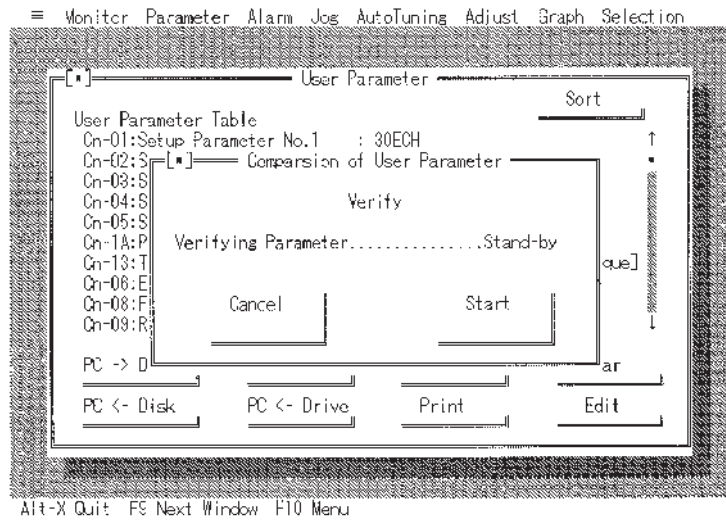 ≡ Monitor Parameter Alarm Jog AutoTuning Adjust Graph Selection
User Parameter
Sort
User Parameter Table
Cn-01:Setup Parameter No.1 : 30ECH
Cn-02:S
Comparsion of User Parameter
Cn-03:S
Cn-04:S
Verify
Cn-05:S
Cn-1A:P
Verifying Parameter...............Stand-by
Cn-13:T
que]
Cn-06:E
Cn-08:F
Cancel
Start
Cn-09:R
PC -> D
ar
PC <- Disk
PC <- Drive
Print
Edit
Alt-X Quit F9 Next Window F10 Menu